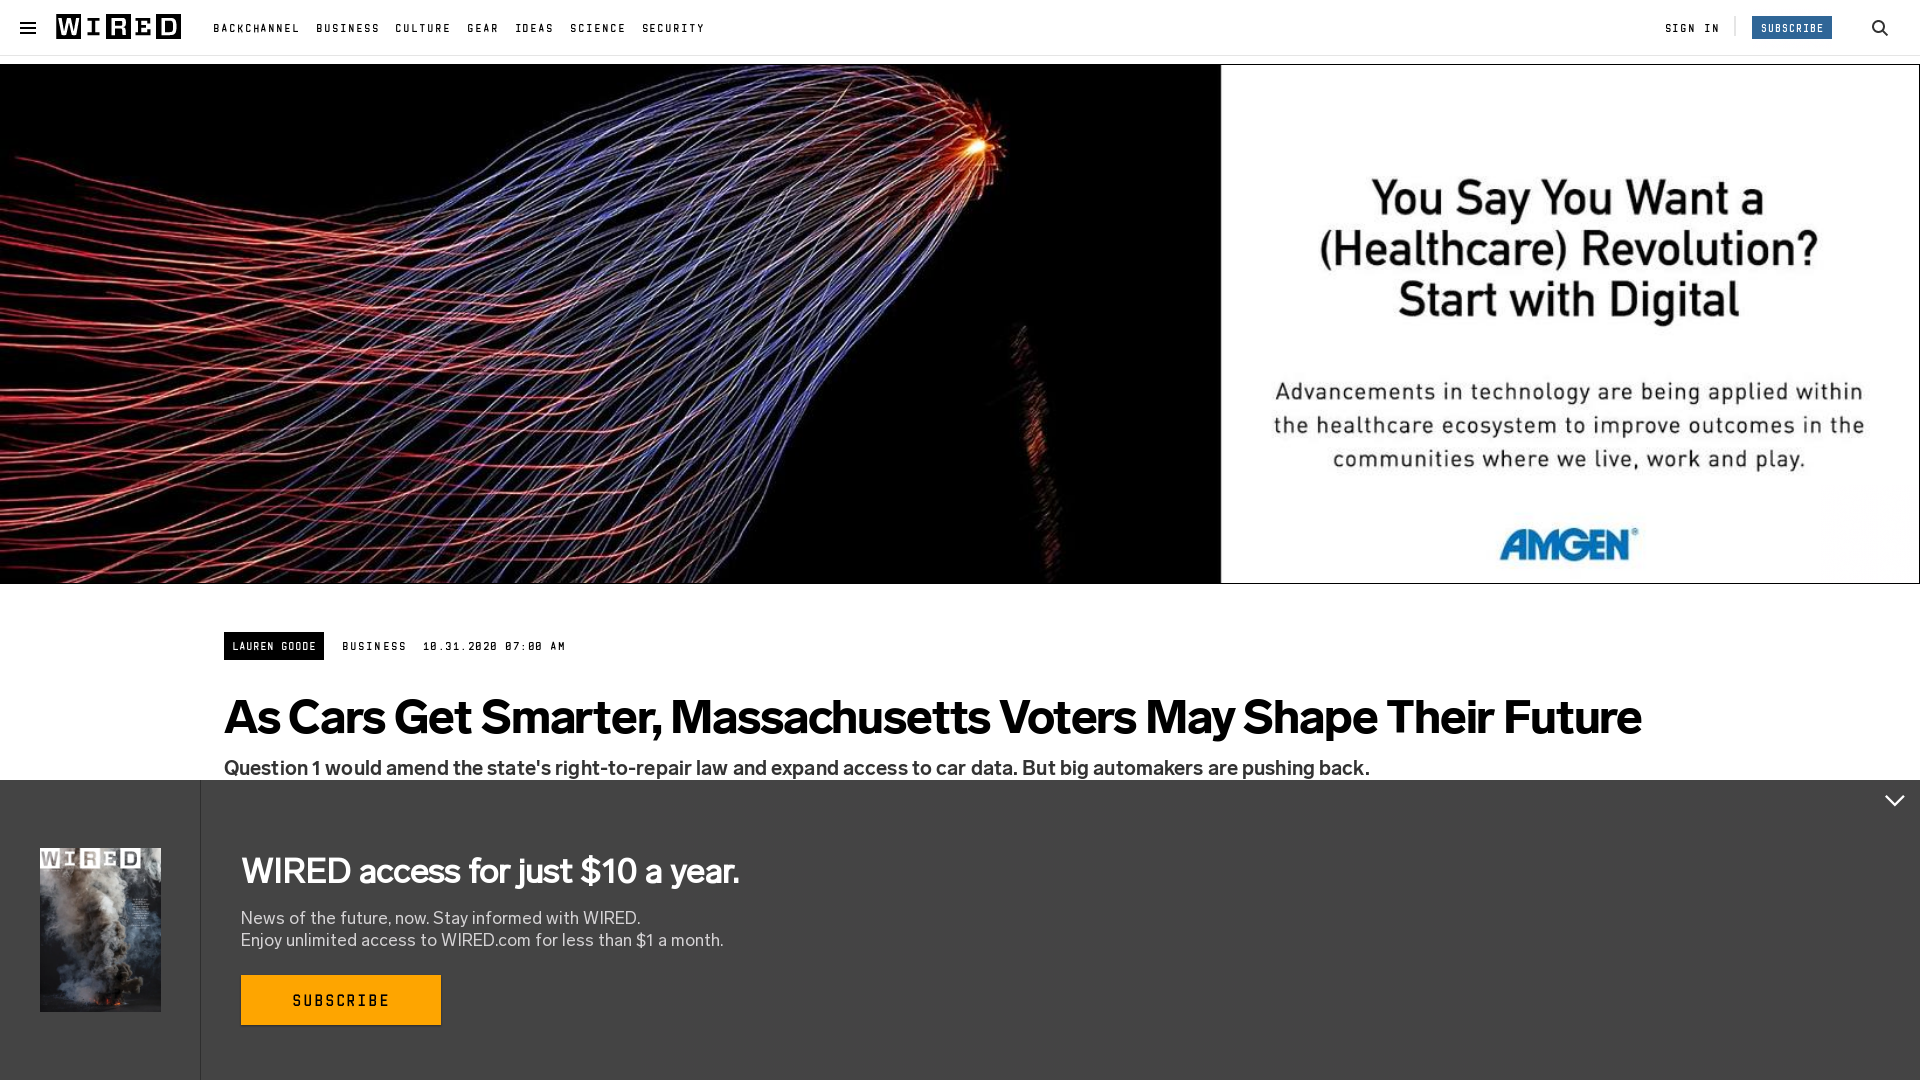 WIRED
BACKCHANNEL BUSINESS CULTURE GEAR IDEAS SCIENCE SECURITY
SIGN IN
SUBSCRIBE
You Say You Want a
(Healthcare) Revolution?
Start with Digital
Advancements in technology are being applied within
the healthcare ecosystem to improve outcomes in the
communities where we live, work and play.
AMGEN®
LAUREN GOODE BUSINESS 10.31.2020 07:00 AM
As Cars Get Smarter, Massachusetts Voters May Shape Their Future
Question 1 would amend the state's right-to-repair law and expand access to car data. But big automakers are pushing back.
WIRED
WIRED access for just $10 a year.
News of the future, now. Stay informed with WIRED.
Enjoy unlimited access to WIRED.com for less than $1 a month.
SUBSCRIBE